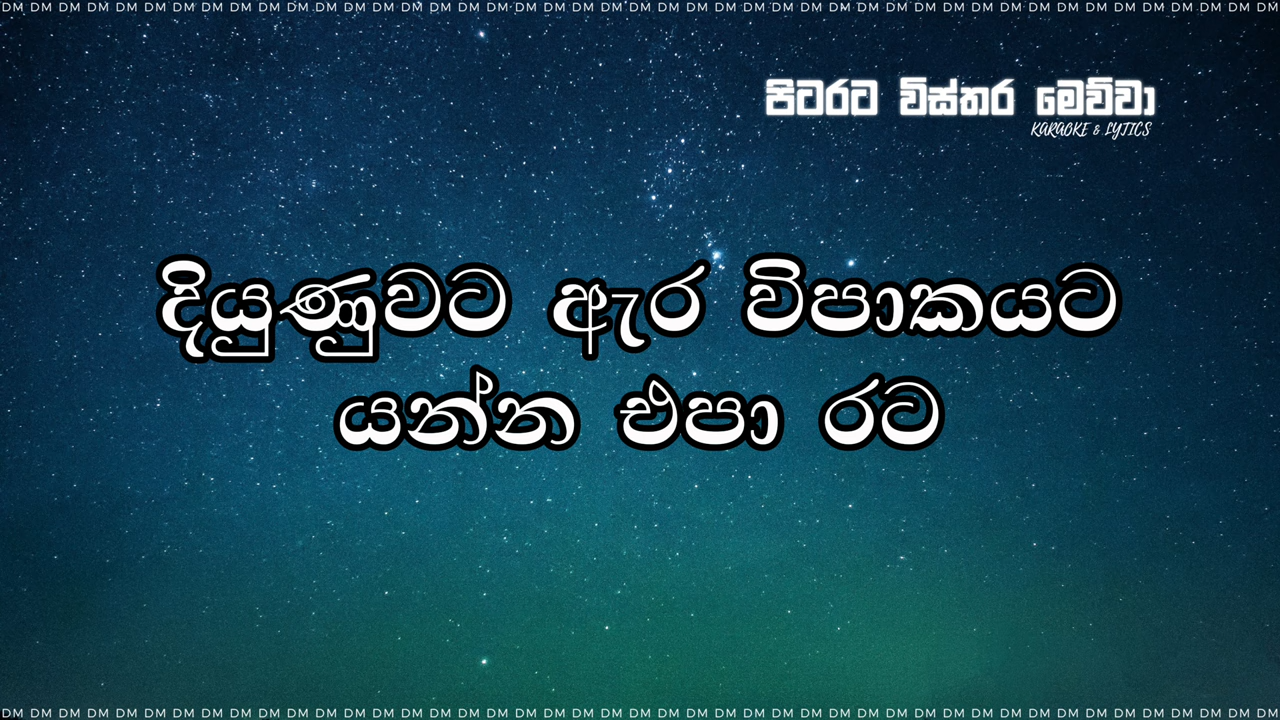 DM DM DM DM DM DM DM DM DM DM DM DM DM DM DM DM DM DM DM DM DM DM DM DM DM DM DM DM DM DM DM DM DM DM DM DM DM DM DM DM DM DM DM DM DM
පිටරට විස්තර මෙව්වා
KARAOKE & LYJICS
දියුණුවට ඇර විපාකයට
යන්න එපා රට
DM DM DM DM DM DM DM DM DM DM DM DM DM DM DM DM DM DM DM DM DM DM DM DM DM DM DM DM DM DM DM DM DM DM DM DM DM DM DM DM DM DM DM DM DM